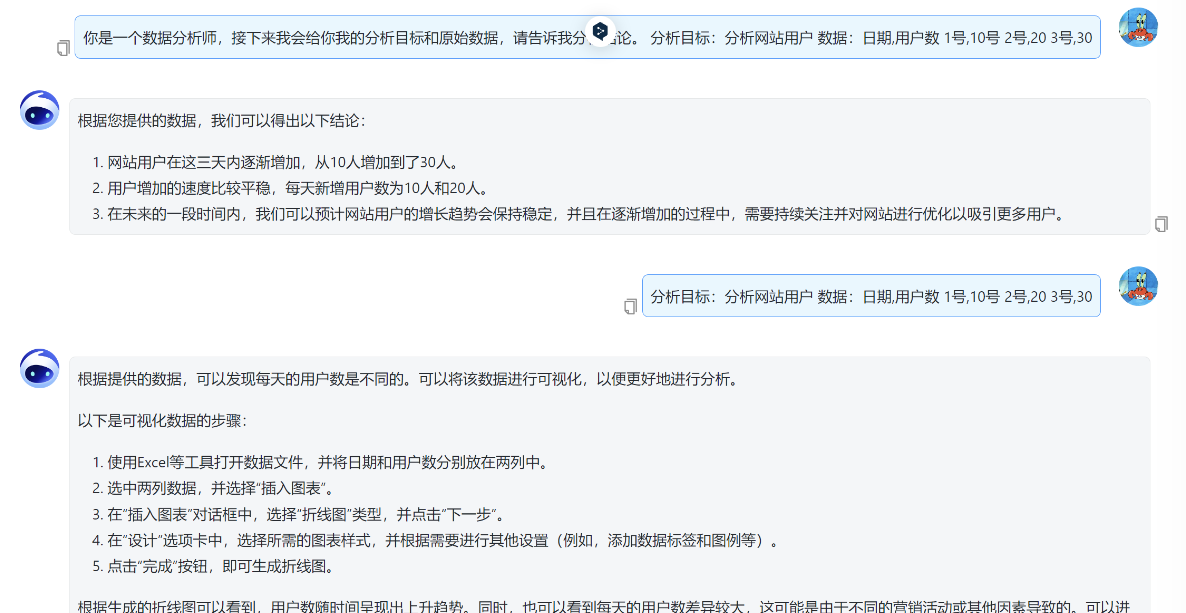 你是一个数据分析师，接下来我会给你我的分析目标和原始数据，请告诉我分 论。 分析目标：分析网站用户 数据：日期,用户数 1号,10号 2号,20 3号,30
根据您提供的数据，我们可以得出以下结论：
1. 网站用户在这三天内逐渐增加，从10人增加到了30人。
2. 用户增加的速度比较平稳，每天新增用户数为10人和20人。
3. 在未来的一段时间内，我们可以预计网站用户的增长趋势会保持稳定，并且在逐渐增加的过程中，需要持续关注并对网站进行优化以吸引更多用户。
分析目标：分析网站用户 数据：日期,用户数 1号,10号 2号,20 3号,30
根据提供的数据，可以发现每天的用户数是不同的。可以将该数据进行可视化，以便更好地进行分析。
以下是可视化数据的步骤：
1. 使用Excel等工具打开数据文件，并将日期和用户数分别放在两列中。
2. 选中两列数据，并选择“插入图表”。
3. 在“插入图表”对话框中，选择“折线图”类型，并点击“下一步”。
4. 在“设计”选项卡中，选择所需的图表样式，并根据需要进行其他设置（例如，添加数据标签和图例等）。
5. 点击“完成”按钮，即可生成折线图。
根据生成的折线图可以看到，用户数随时间呈现出上升趋势。同时，也可以看到每天的用户数差异较大，这可能是由于不同的营销活动或其他因素导致的。可以进